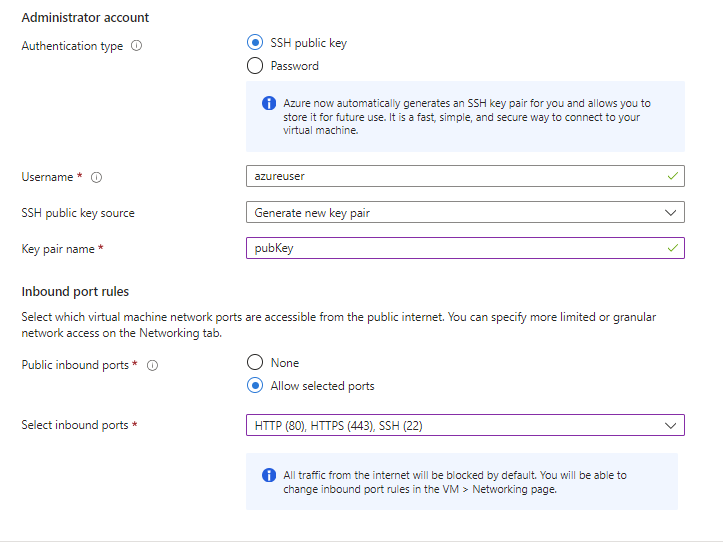 Administrator account
Authentication type
SSH public key
Password
Azure now automatically generates an SSH key pair for you and allows you to
store it for future use. It is a fast, simple, and secure way to connect to your
virtual machine.
Username *
azureuser
SSH public key source
Generate new key pair
Key pair name *
pubKey
Inbound port rules
Select which virtual machine network ports are accessible from the public internet. You can specify more limited or granular
network access on the Networking tab.
Public inbound ports *
None
Allow selected ports
Select inbound ports *
HTTP (80), HTTPS (443), SSH (22)
All traffic from the internet will be blocked by default. You will be able to
change inbound port rules in the VM > Networking page.